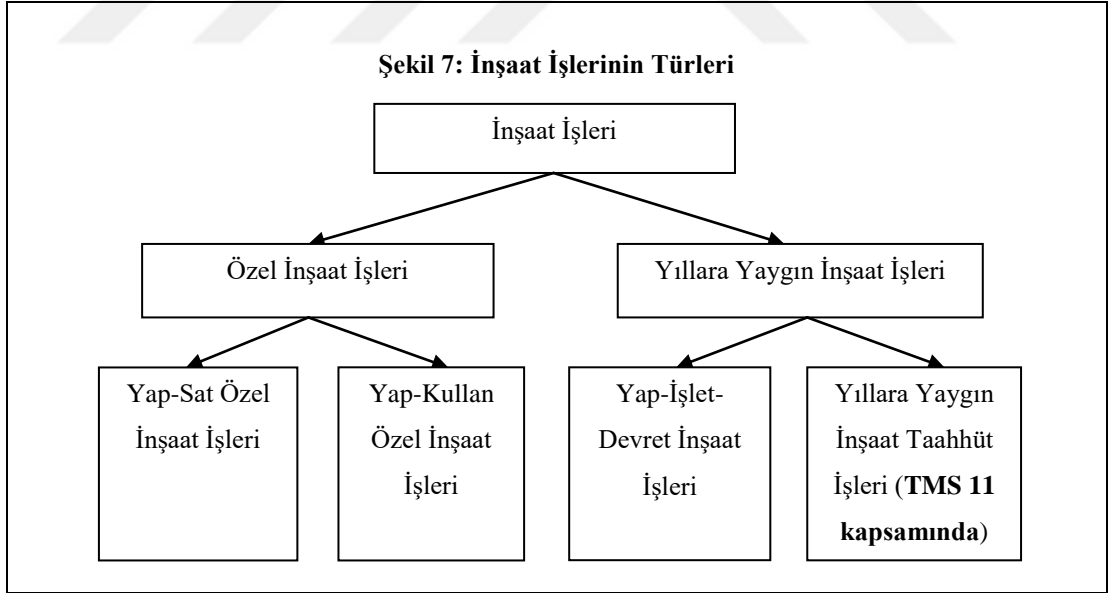 Şekil 7: İnşaat İşlerinin Türleri
İnşaat İşleri
Özel İnşaat İşleri
Yıllara Yaygın İnşaat İşleri
Yap-Sat Özel
İnşaat İşleri
Yap-Kullan
Özel İnşaat
İşleri
Yap-İşlet-
Devret İnşaat
İşleri
Yıllara Yaygın
İnşaat Taahhüt
İşleri (TMS 11
kapsamında)